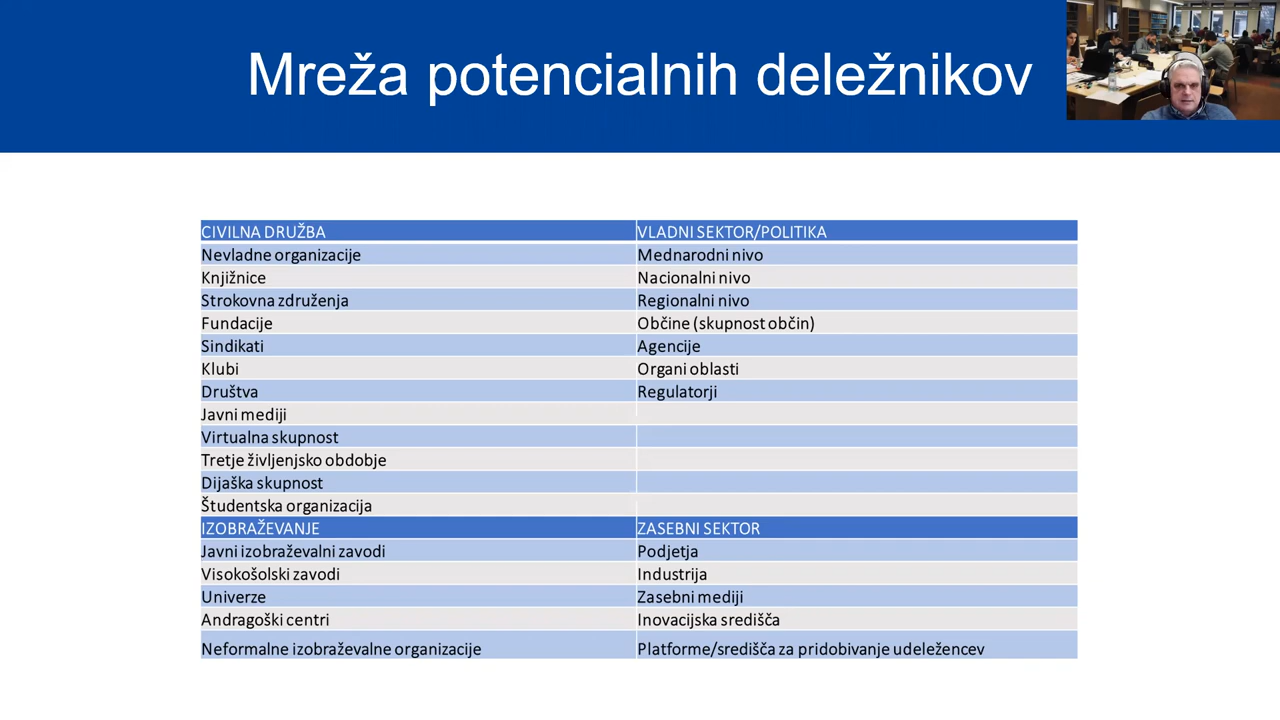 Mreža potencialnih deležnikov
CIVILNA DRUŽBA VLADNI SEKTOR/POLITIKA
Nevladne organizacije Mednarodni nivo
Knjižnice Nacionalni nivo
Strokovna združenja Regionalni nivo
Fundacije Občine (skupnost občin)
Sindikati Agencije
Klubi Organi oblasti
Društva Regulatorji
Javni mediji
Virtualna skupnost
Tretje življenjsko obdobje
Dijaška skupnost
Študentska organizacija
IZOBRAŽEVANJE ZASEBNI SEKTOR
Javni izobraževalni zavodi Podjetja
Visokošolski zavodi Industrija
Univerze Zasebni mediji
Andragoški centri Inovacijska središča
Neformalne izobraževalne organizacije Platforme/središča za pridobivanje udeležencev